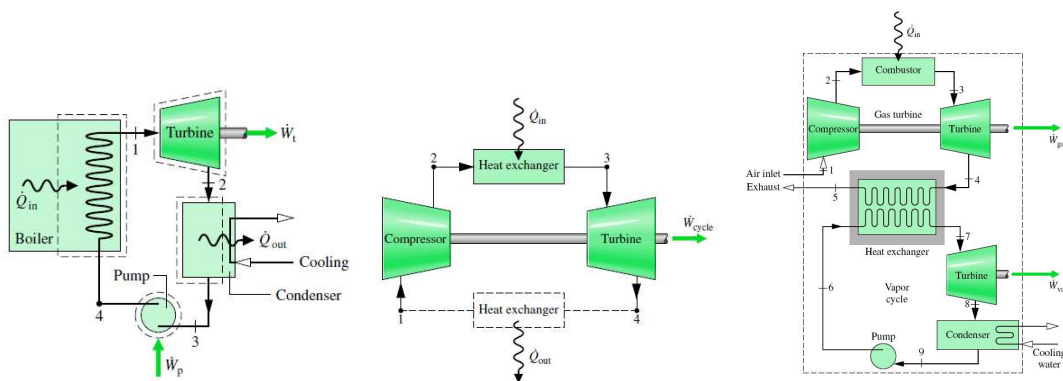 Turbine
Ẇt
1
2
Q̇in
Boiler
Q̇out
Cooling
Pump
Condenser
4
3
Ẇp
Q̇in
2
Heat exchanger
3
Compressor
Turbine
Ẇcycle
1
Heat exchanger
4
Q̇out
Q̇in
Combustor
2
3
Gas turbine
Compressor
Turbine
Air inlet
1
4
Exhaust
5
Heat exchanger
7
Turbine
6
Vapor
cycle
8
Pump
Condenser
9
Cooling
water